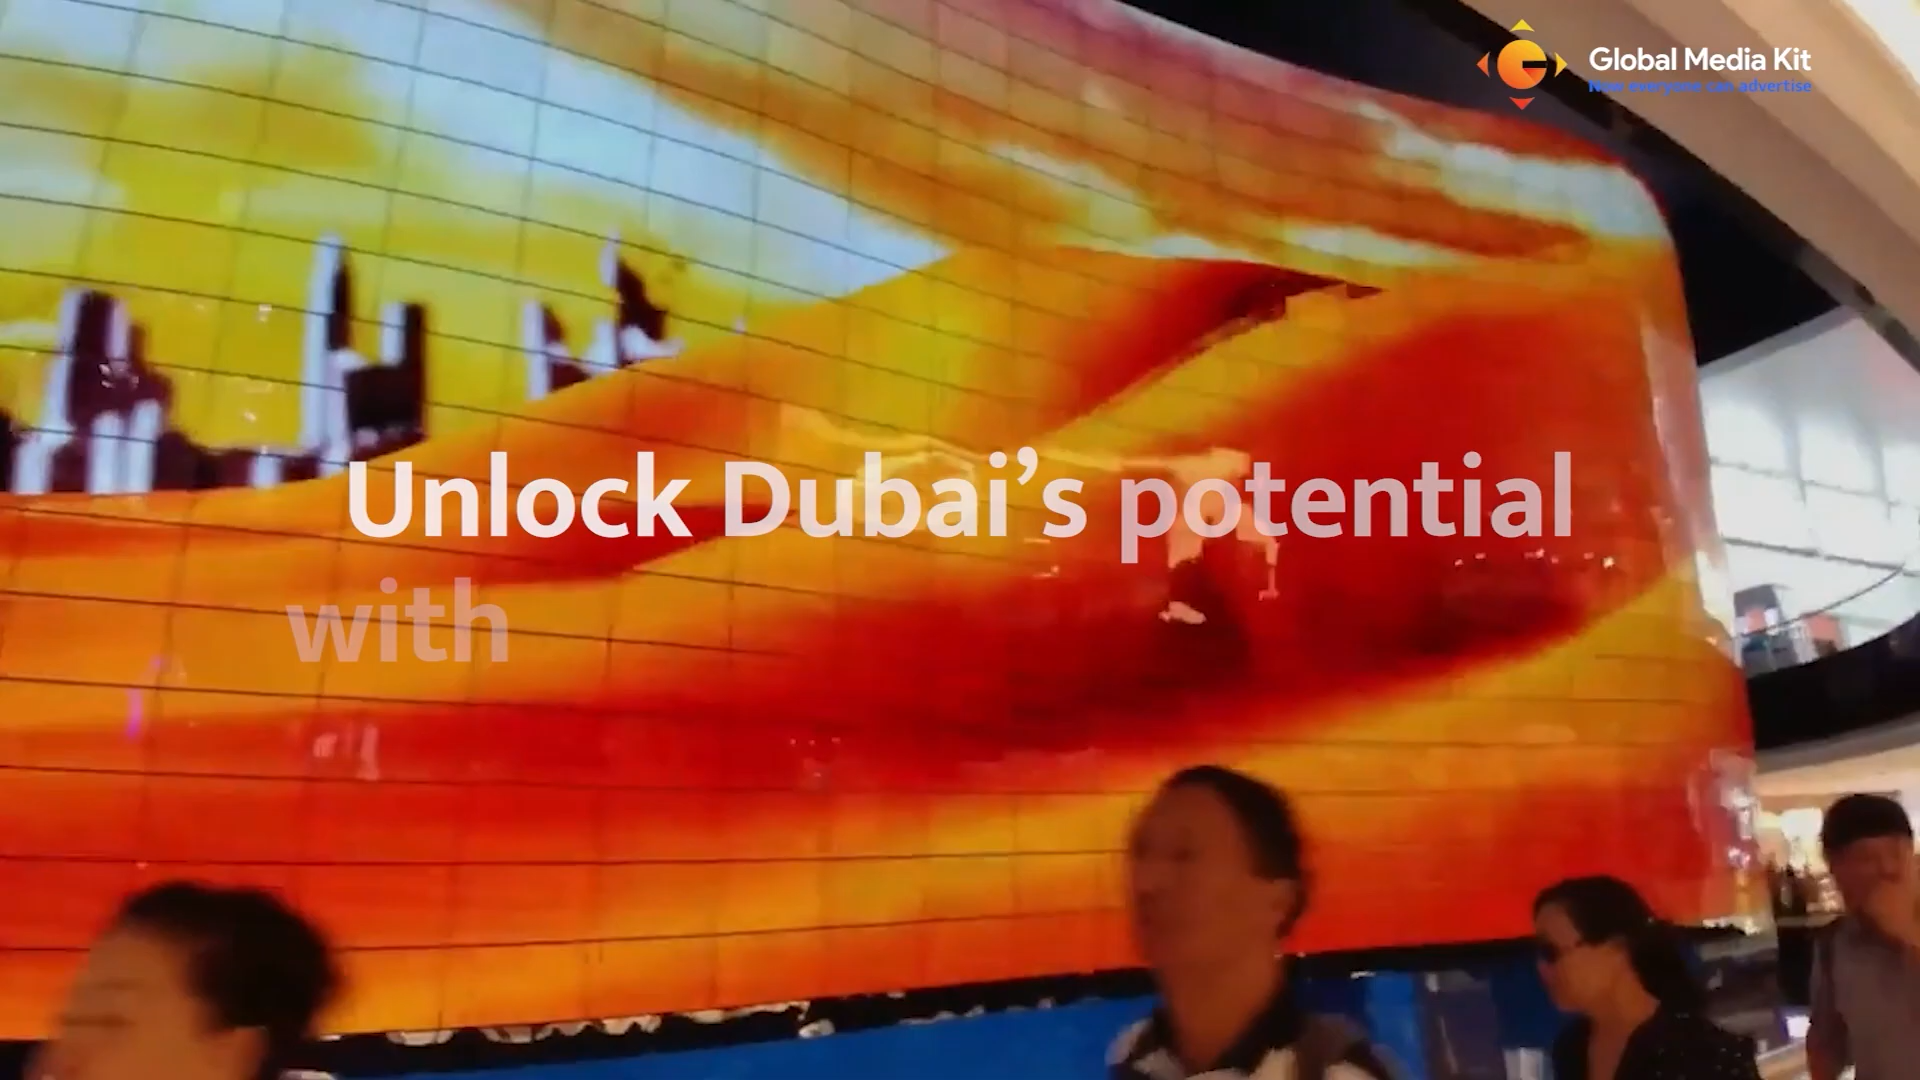 Global Media Kit
Now everyone can advertise
Unlock Dubai’s potential
with